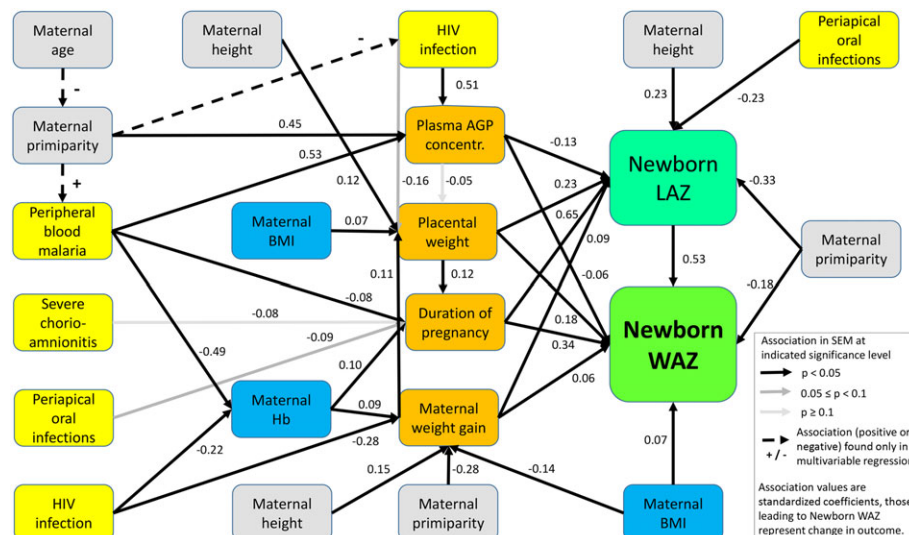 Maternal
age
Maternal
height
HIV
infection
Maternal
height
Periapical
oral
infections
-
-
0.51
0.23
-0.23
Maternal
primiparity
0.45
Plasma AGP
concentr.
-0.13
Newborn
LAZ
+
0.53
0.12
-0.16
-0.05
0.23
-0.33
Peripheral
blood
malaria
Maternal
BMI
0.07
Placental
weight
0.65
0.09
Maternal
primiparity
0.11
0.12
-0.06
0.53
-0.18
Severe
chorio-
amnionitis
-0.08
-0.08
Duration of
pregnancy
0.18
0.34
Newborn
WAZ
-0.09
-0.49
0.10
0.06
Periapical
oral
infections
Maternal
Hb
0.09
Maternal
weight gain
-0.22
-0.28
0.07
HIV
infection
0.15
-0.28
-0.14
Maternal
height
Maternal
primiparity
Maternal
BMI
Association in SEM at
indicated significance level
p < 0.05
0.05 ≤ p < 0.1
p ≥ 0.1
Association (positive or
+ / -
negative) found only in
multivariable regression
Association values are
standardized coefficients, those
leading to Newborn WAZ
represent change in outcome.